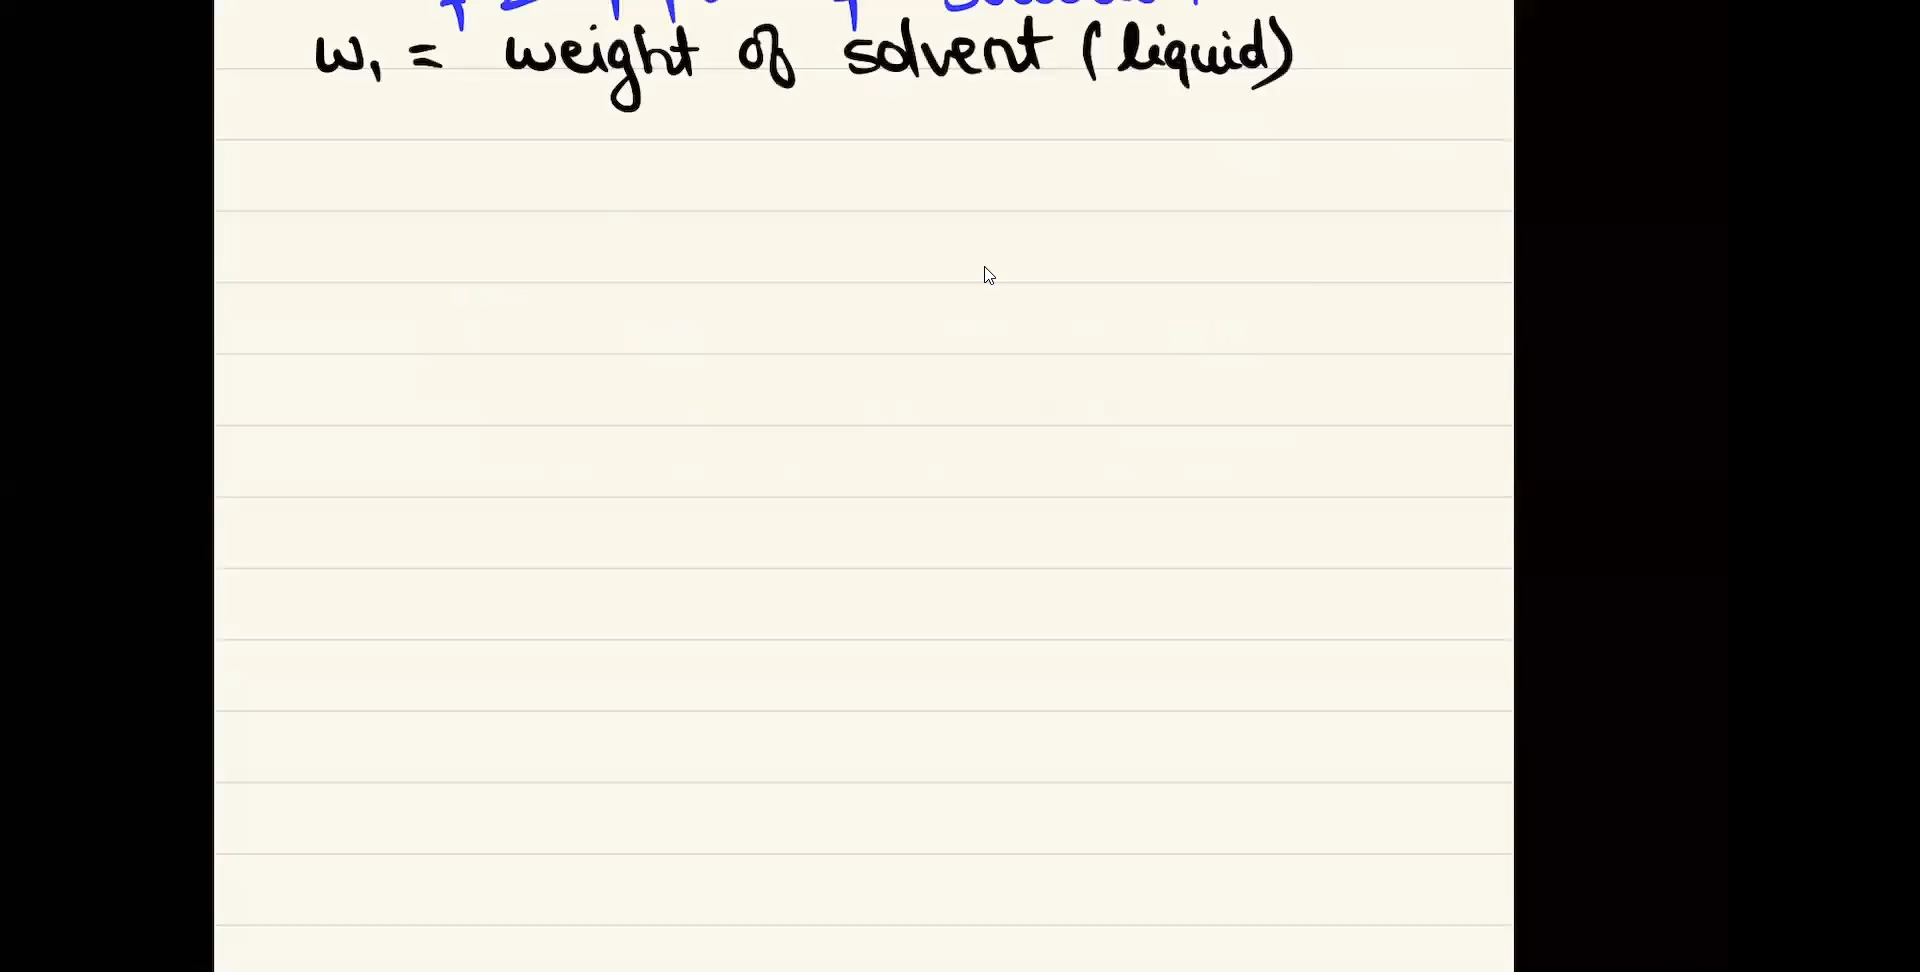 w₁ = weight of solvent (liquid)